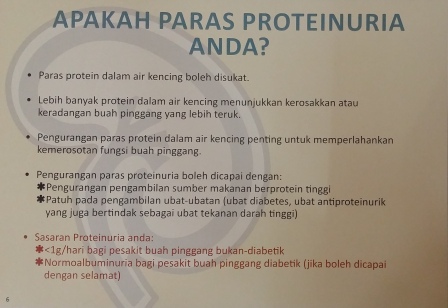 APAKAH PARAS PROTEINURIA
ANDA?
• Paras protein dalam air kencing boleh disukat.
• Lebih banyak protein dalam air kencing menunjukkan kerosakkan atau
keradangan buah pinggang yang lebih teruk.
• Pengurangan paras protein dalam air kencing penting untuk memperlahankan
kemerosotan fungsi buah pinggang.
• Pengurangan paras proteinuria boleh dicapai dengan:
✱Pengurangan pengambilan sumber makanan berprotein tinggi
✱Patuh pada pengambilan ubat-ubatan (ubat diabetes, ubat antiproteinurik
yang juga bertindak sebagai ubat tekanan darah tinggi)
• Sasaran Proteinuria anda:
✱<1g/hari bagi pesakit buah pinggang bukan-diabetik
✱Normoalbuminuria bagi pesakit buah pinggang diabetik (jika boleh dicapai
dengan selamat)
6